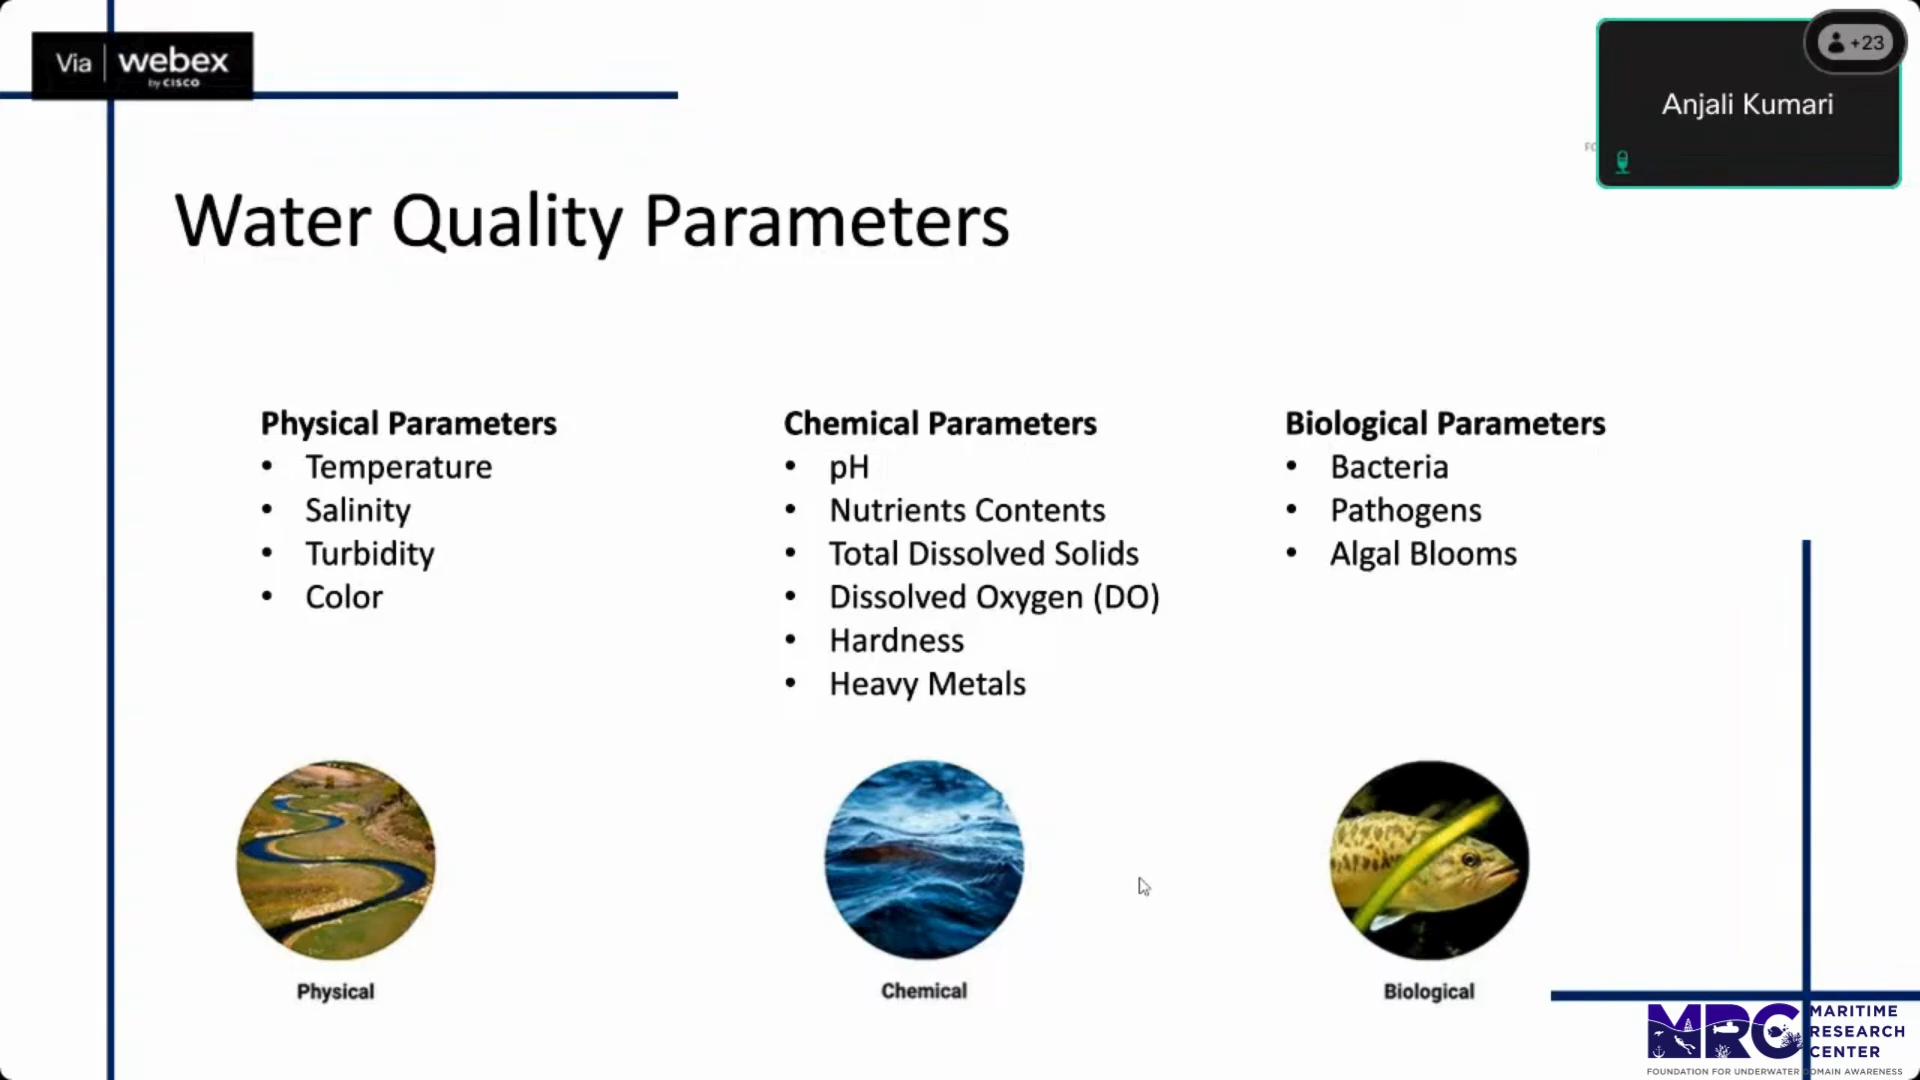 Via webex
by CISCO
+23
Anjali Kumari
Water Quality Parameters
Physical Parameters
• Temperature
• Salinity
• Turbidity
• Color
Chemical Parameters
• pH
• Nutrients Contents
• Total Dissolved Solids
• Dissolved Oxygen (DO)
• Hardness
• Heavy Metals
Biological Parameters
• Bacteria
• Pathogens
• Algal Blooms
Physical
Chemical
Biological
MRC
MARITIME
RESEARCH
CENTER
FOUNDATION FOR UNDERWATER DOMAIN AWARENESS